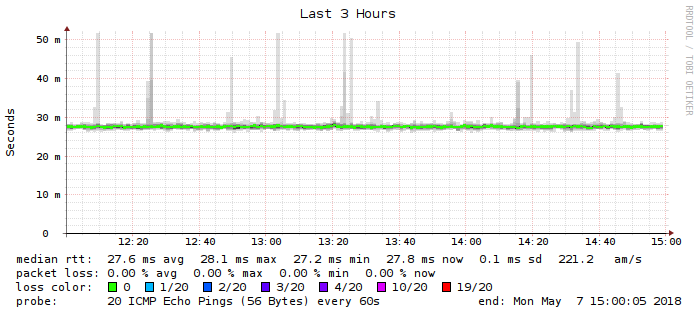 Last 3 Hours
RRDTOOL / TOBI OETIKER
Seconds
50 m
40 m
30 m
20 m
10 m
0
12:20 12:40 13:00 13:20 13:40 14:00 14:20 14:40 15:00
median rtt: 27.6 ms avg 28.1 ms max 27.2 ms min 27.8 ms now 0.1 ms sd 221.2 am/s
packet loss: 0.00 % avg 0.00 % max 0.00 % min 0.00 % now
loss color: 0 1/20 2/20 3/20 4/20 10/20 19/20
probe: 20 ICMP Echo Pings (56 Bytes) every 60s end: Mon May 7 15:00:05 2018